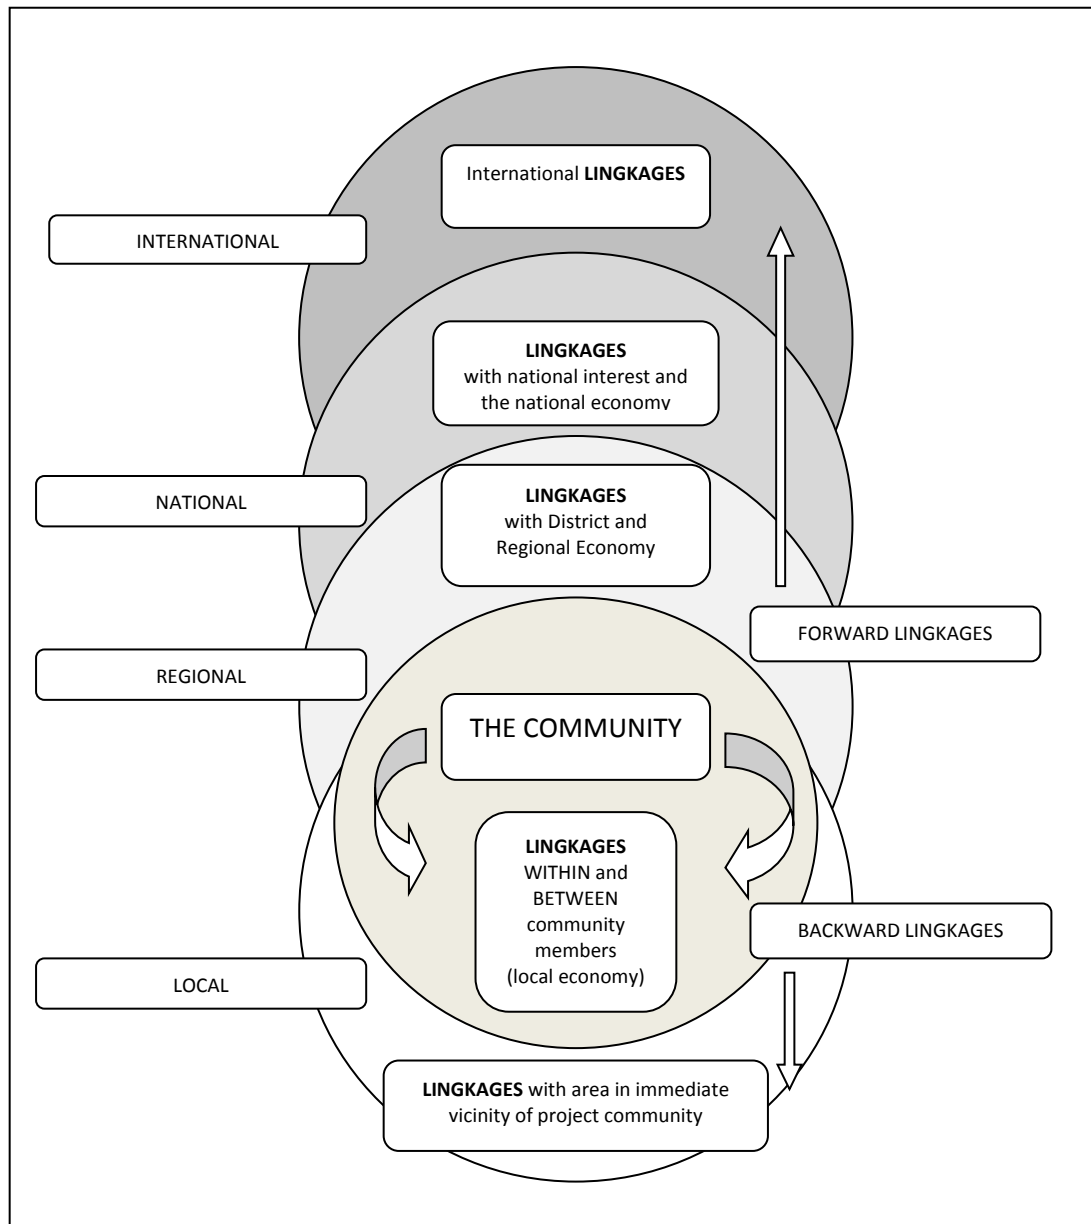 International LINGKAGES
INTERNATIONAL
LINGKAGES
with national interest and
the national economy
NATIONAL
LINGKAGES
with District and
Regional Economy
FORWARD LINGKAGES
REGIONAL
THE COMMUNITY
LINGKAGES
WITHIN and
BETWEEN
community
members
(local economy)
BACKWARD LINGKAGES
LOCAL
LINGKAGES with area in immediate
vicinity of project community